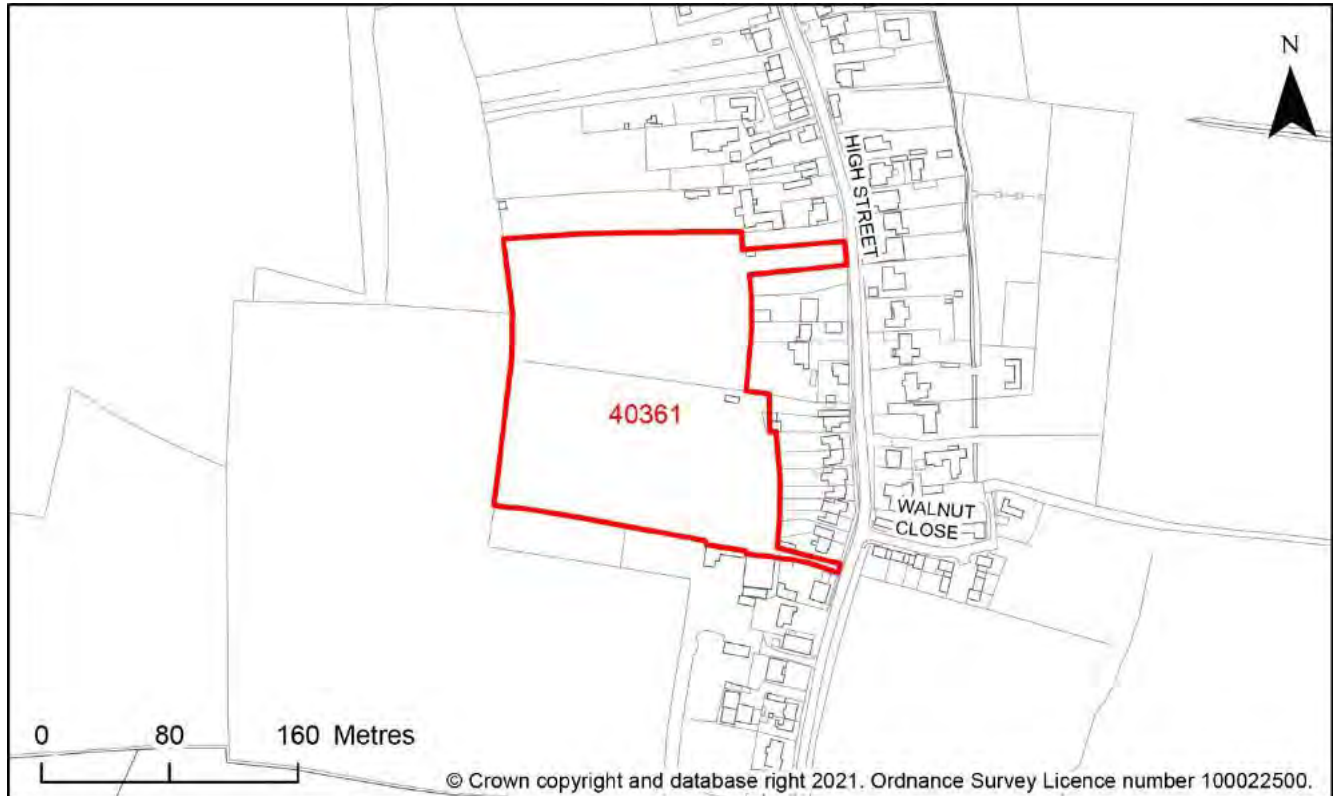 N
HIGH STREET
40361
WALNUT
CLOSE
0 80 160 Metres
© Crown copyright and database right 2021. Ordnance Survey Licence number 100022500.